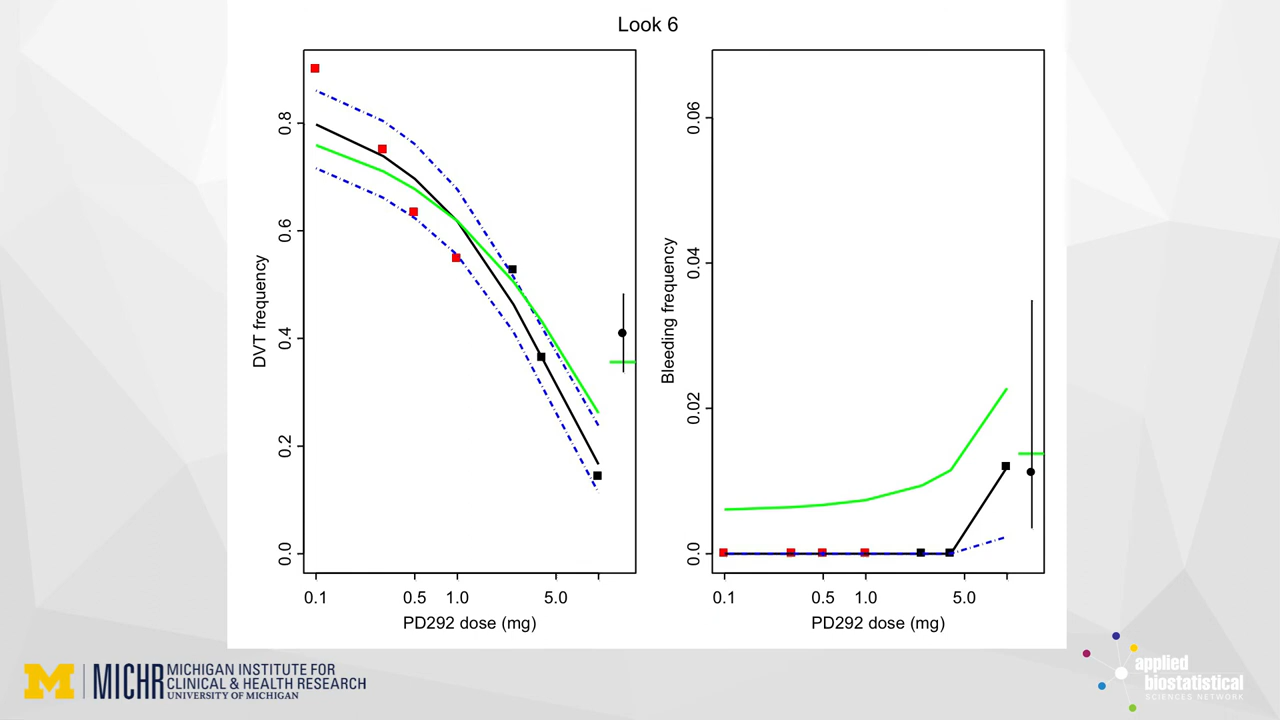 Look 6
DVT frequency
0.0
0.2
0.4
0.6
0.8
0.1
0.5
1.0
5.0
PD292 dose (mg)
Bleeding frequency
0.0
0.02
0.04
0.06
0.1
0.5
1.0
5.0
PD292 dose (mg)
M
MICHR
MICHIGAN INSTITUTE FOR
CLINICAL & HEALTH RESEARCH
UNIVERSITY OF MICHIGAN
applied
biostatistical
SCIENCES NETWORK